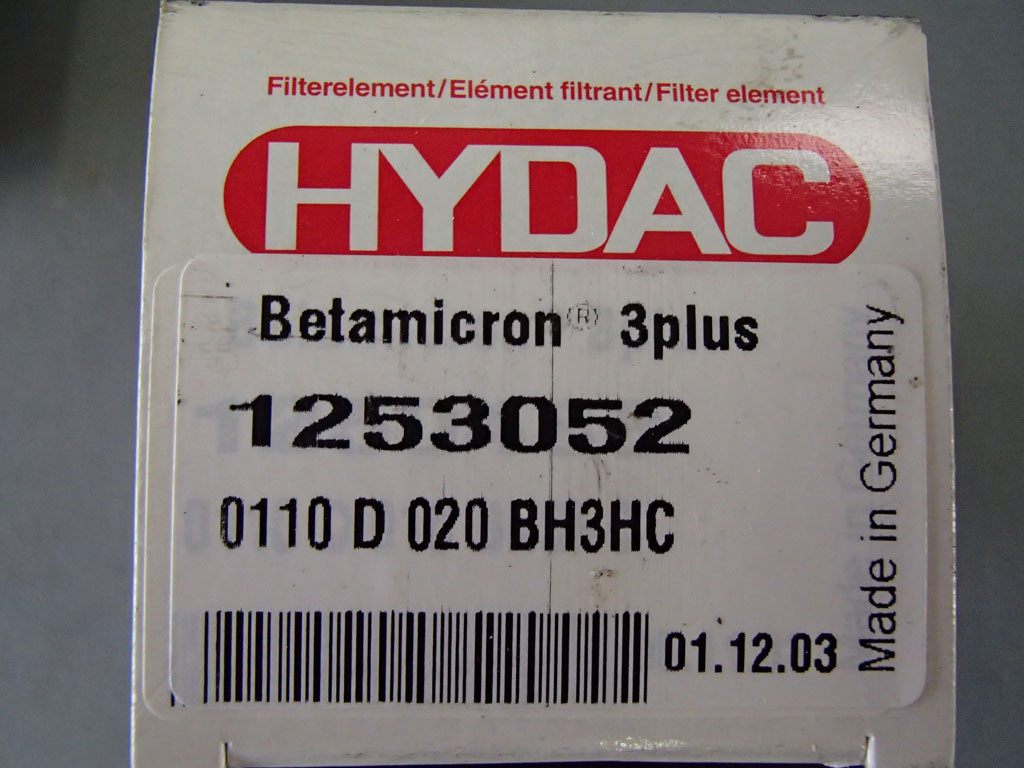 Filterelement/Elément filtrant/Filter element
HYDAC
Betamicron® 3plus
1253052
0110 D 020 BH3HC
01.12.03
Made in Germany